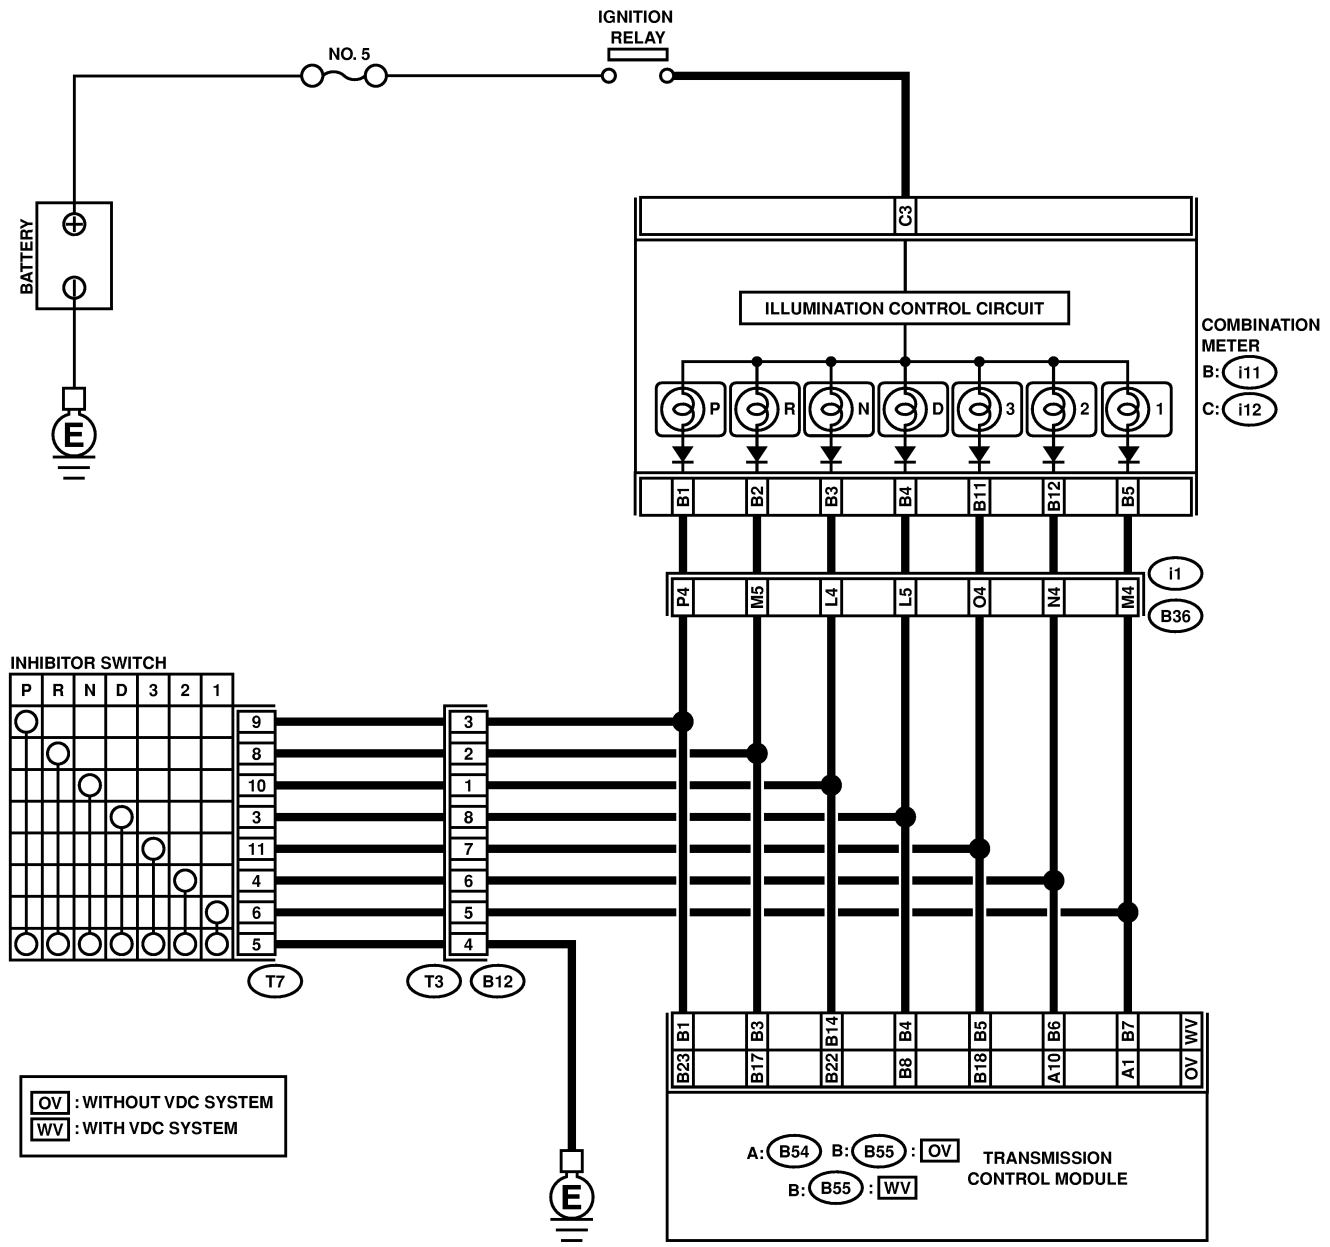 IGNITION
RELAY
NO. 5
BATTERY
E
C3
ILLUMINATION CONTROL CIRCUIT
P R N D 3 2 1
COMBINATION
METER
B: i11
C: i12
B1 B2 B3 B4 B11 B12 B5
i1
P4 M5 L4 L5 O4 N4 M4
B36
INHIBITOR SWITCH
P R N D 3 2 1
9 3
8 2
10 1
3 8
11 7
4 6
6 5
5 4
T7 T3 B12
B1 B3 B14 B4 B5 B6 B7 WV
B23 B17 B22 B8 B18 A10 A1 OV
OV : WITHOUT VDC SYSTEM
WV : WITH VDC SYSTEM
A: B54 B: B55 : OV
B: B55 : WV
TRANSMISSION
CONTROL MODULE
E